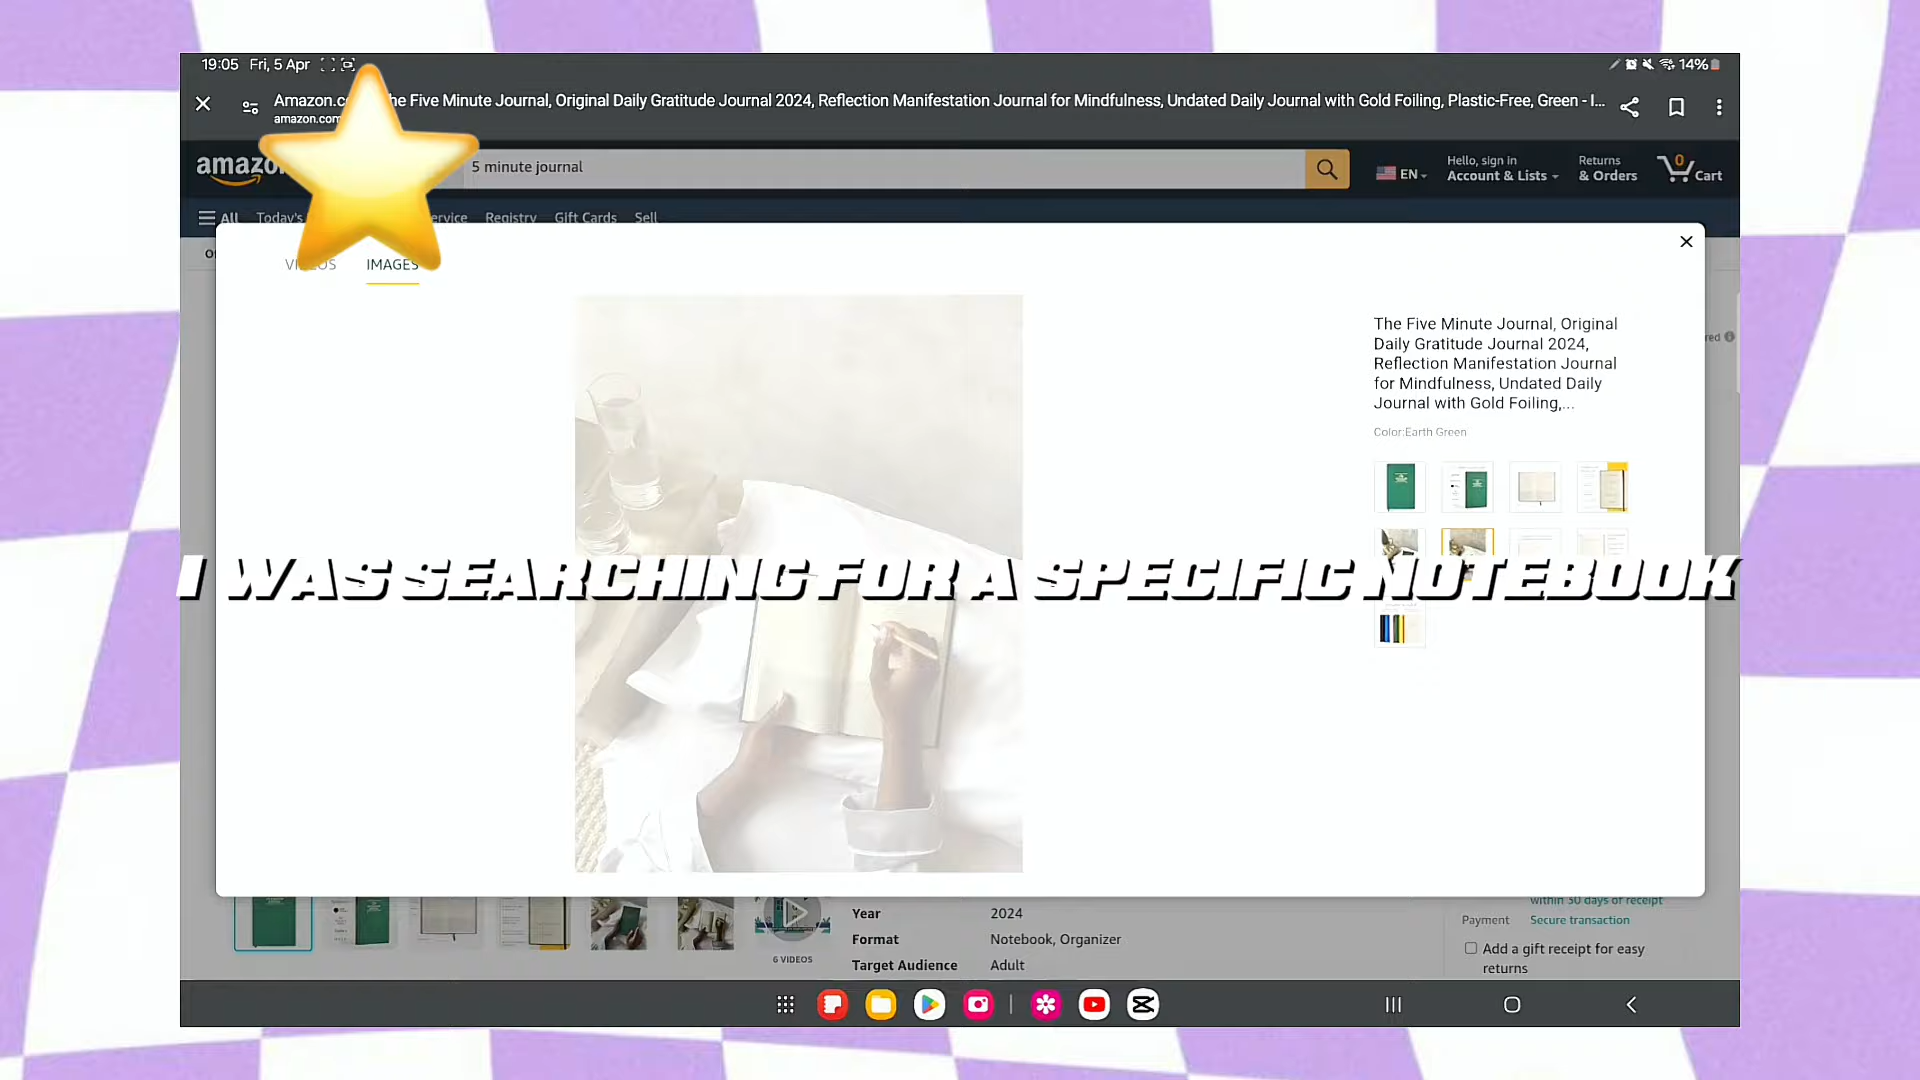 19:05 Fri, 5 Apr
14%
Amazon.c he Five Minute Journal, Original Daily Gratitude Journal 2024, Reflection Manifestation Journal for Mindfulness, Undated Daily Journal with Gold Foiling, Plastic-Free, Green - I...
amazon.com
amazo
5 minute journal
EN
Hello, sign in
Account & Lists
Returns
& Orders
0
Cart
All Today's ervice Registry Gift Cards Sell
VIDEOS IMAGES
The Five Minute Journal, Original
Daily Gratitude Journal 2024,
Reflection Manifestation Journal
for Mindfulness, Undated Daily
Journal with Gold Foiling,...
Color:Earth Green
I WAS SEARCHING FOR A SPECIFIC NOTEBOOK
6 VIDEOS
Year 2024
Format Notebook, Organizer
Target Audience Adult
within 30 days of receipt
Payment Secure transaction
Add a gift receipt for easy
returns